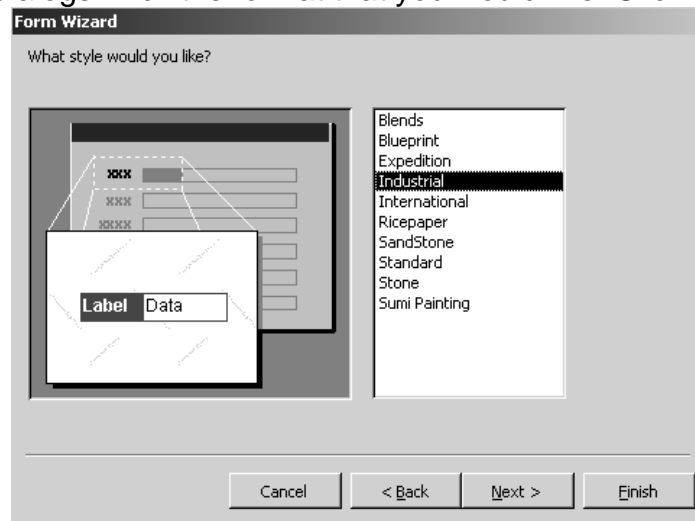 Form Wizard
What style would you like?
xxx
xxx
xxxx
Label Data
Blends
Blueprint
Expedition
Industrial
International
Ricepaper
SandStone
Standard
Stone
Sumi Painting
Cancel
< Back
Next >
Finish